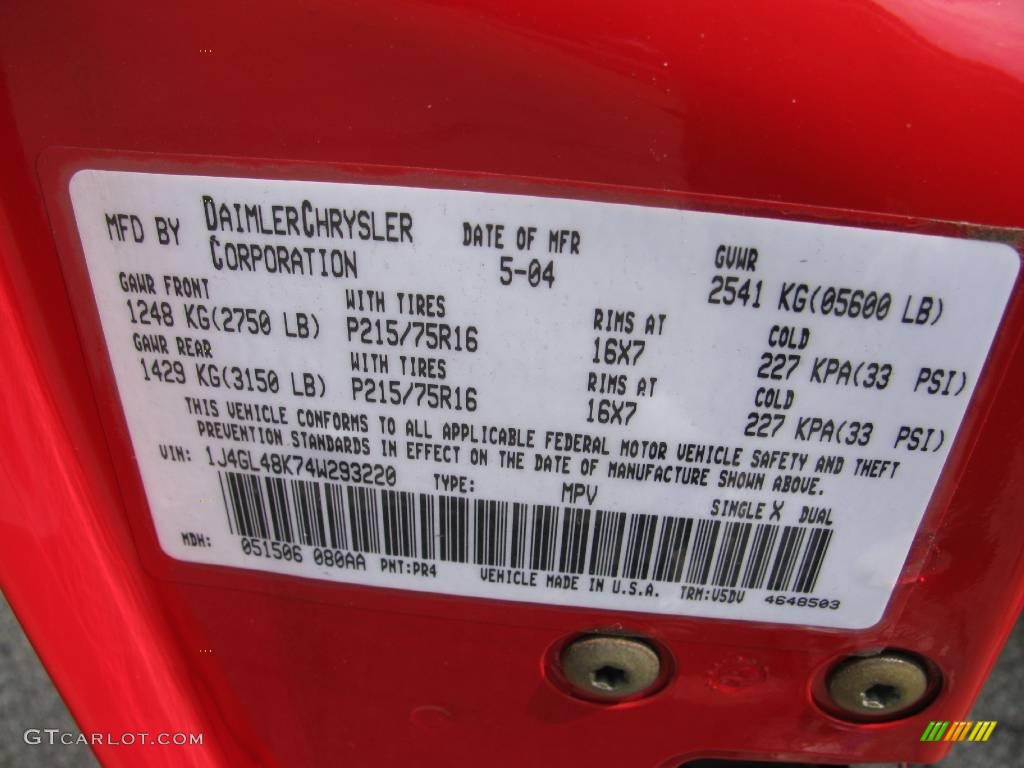 MFD BY DAIMLERCHRYSLER CORPORATION
DATE OF MFR 5-04
GVWR 2541 KG(05600 LB)
GAWR FRONT WITH TIRES RIMS AT COLD
1248 KG(2750 LB) P215/75R16 16X7 227 KPA(33 PSI)
GAWR REAR WITH TIRES RIMS AT COLD
1429 KG(3150 LB) P215/75R16 16X7 227 KPA(33 PSI)
THIS VEHICLE CONFORMS TO ALL APPLICABLE FEDERAL MOTOR VEHICLE SAFETY AND THEFT
PREVENTION STANDARDS IN EFFECT ON THE DATE OF MANUFACTURE SHOWN ABOVE.
VIN: 1J4GL48K74W293220 TYPE: MPV SINGLE X DUAL
MDH: 051506 080AA PNT:PR4 VEHICLE MADE IN U.S.A. TRM:V5DV 4648503
GTCARLOT.COM